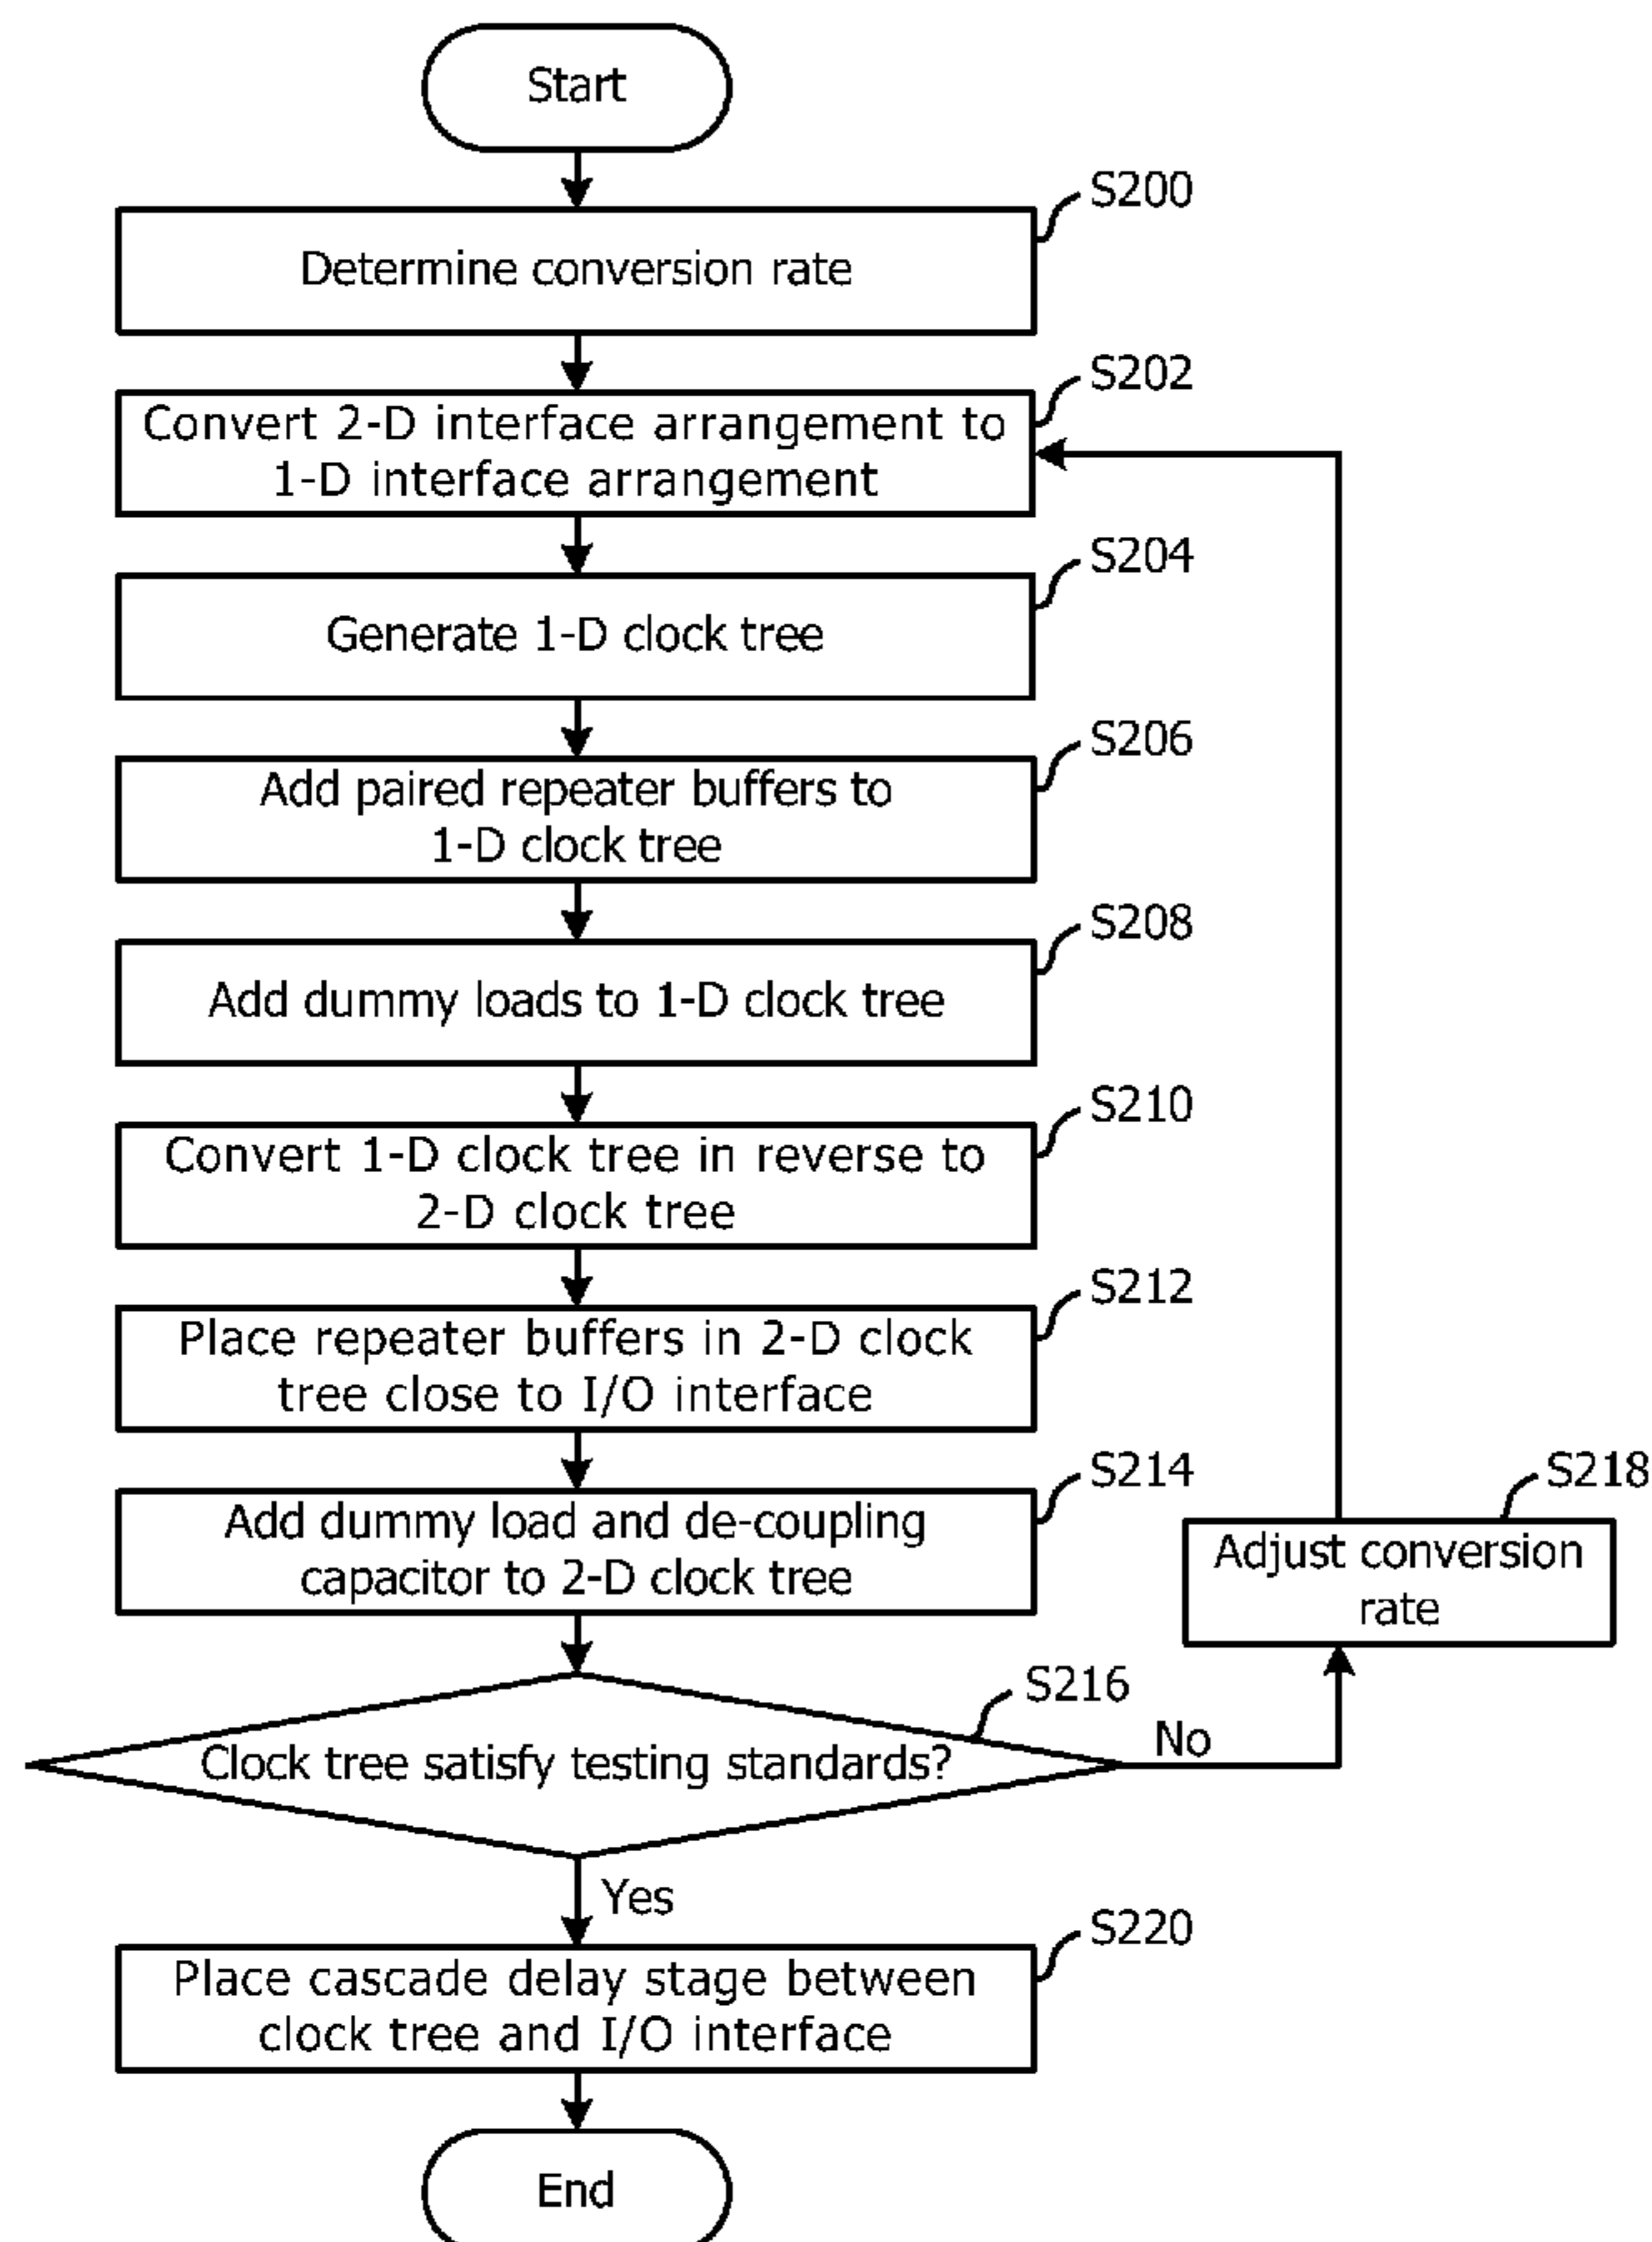 Start
S200
Determine conversion rate
S202
Convert 2-D interface arrangement to
1-D interface arrangement
S204
Generate 1-D clock tree
S206
Add paired repeater buffers to
1-D clock tree
S208
Add dummy loads to 1-D clock tree
S210
Convert 1-D clock tree in reverse to
2-D clock tree
S212
Place repeater buffers in 2-D clock
tree close to I/O interface
S214
Add dummy load and de-coupling
capacitor to 2-D clock tree
S218
Adjust conversion
rate
S216
Clock tree satisfy testing standards?
No
Yes
S220
Place cascade delay stage between
clock tree and I/O interface
End